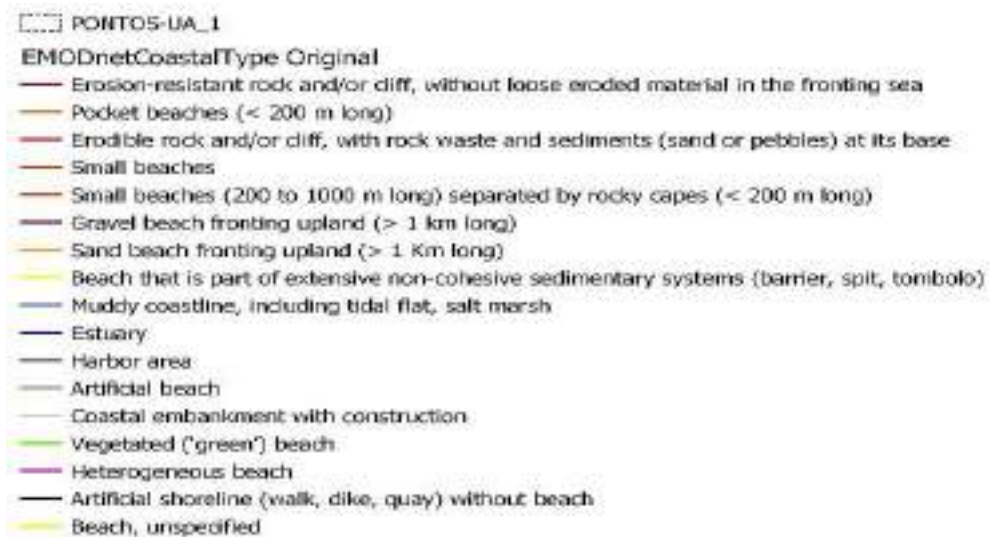 PONTOS-UA_1
EMODnetCoastalType Original
Erosion-resistant rock and/or cliff, without loose eroded material in the fronting sea
Pocket beaches (< 200 m long)
Erodible rock and/or cliff, with rock waste and sediments (sand or pebbles) at its base
Small beaches
Small beaches (200 to 1000 m long) separated by rocky capes (< 200 m long)
Gravel beach fronting upland (> 1 km long)
Sand beach fronting upland (> 1 Km long)
Beach that is part of extensive non-cohesive sedimentary systems (barrier, spit, tombolo)
Muddy coastline, including tidal flat, salt marsh
Estuary
Harbor area
Artificial beach
Coastal embankment with construction
Vegetated ('green') beach
Heterogeneous beach
Artificial shoreline (walk, dike, quay) without beach
Beach, unspecified